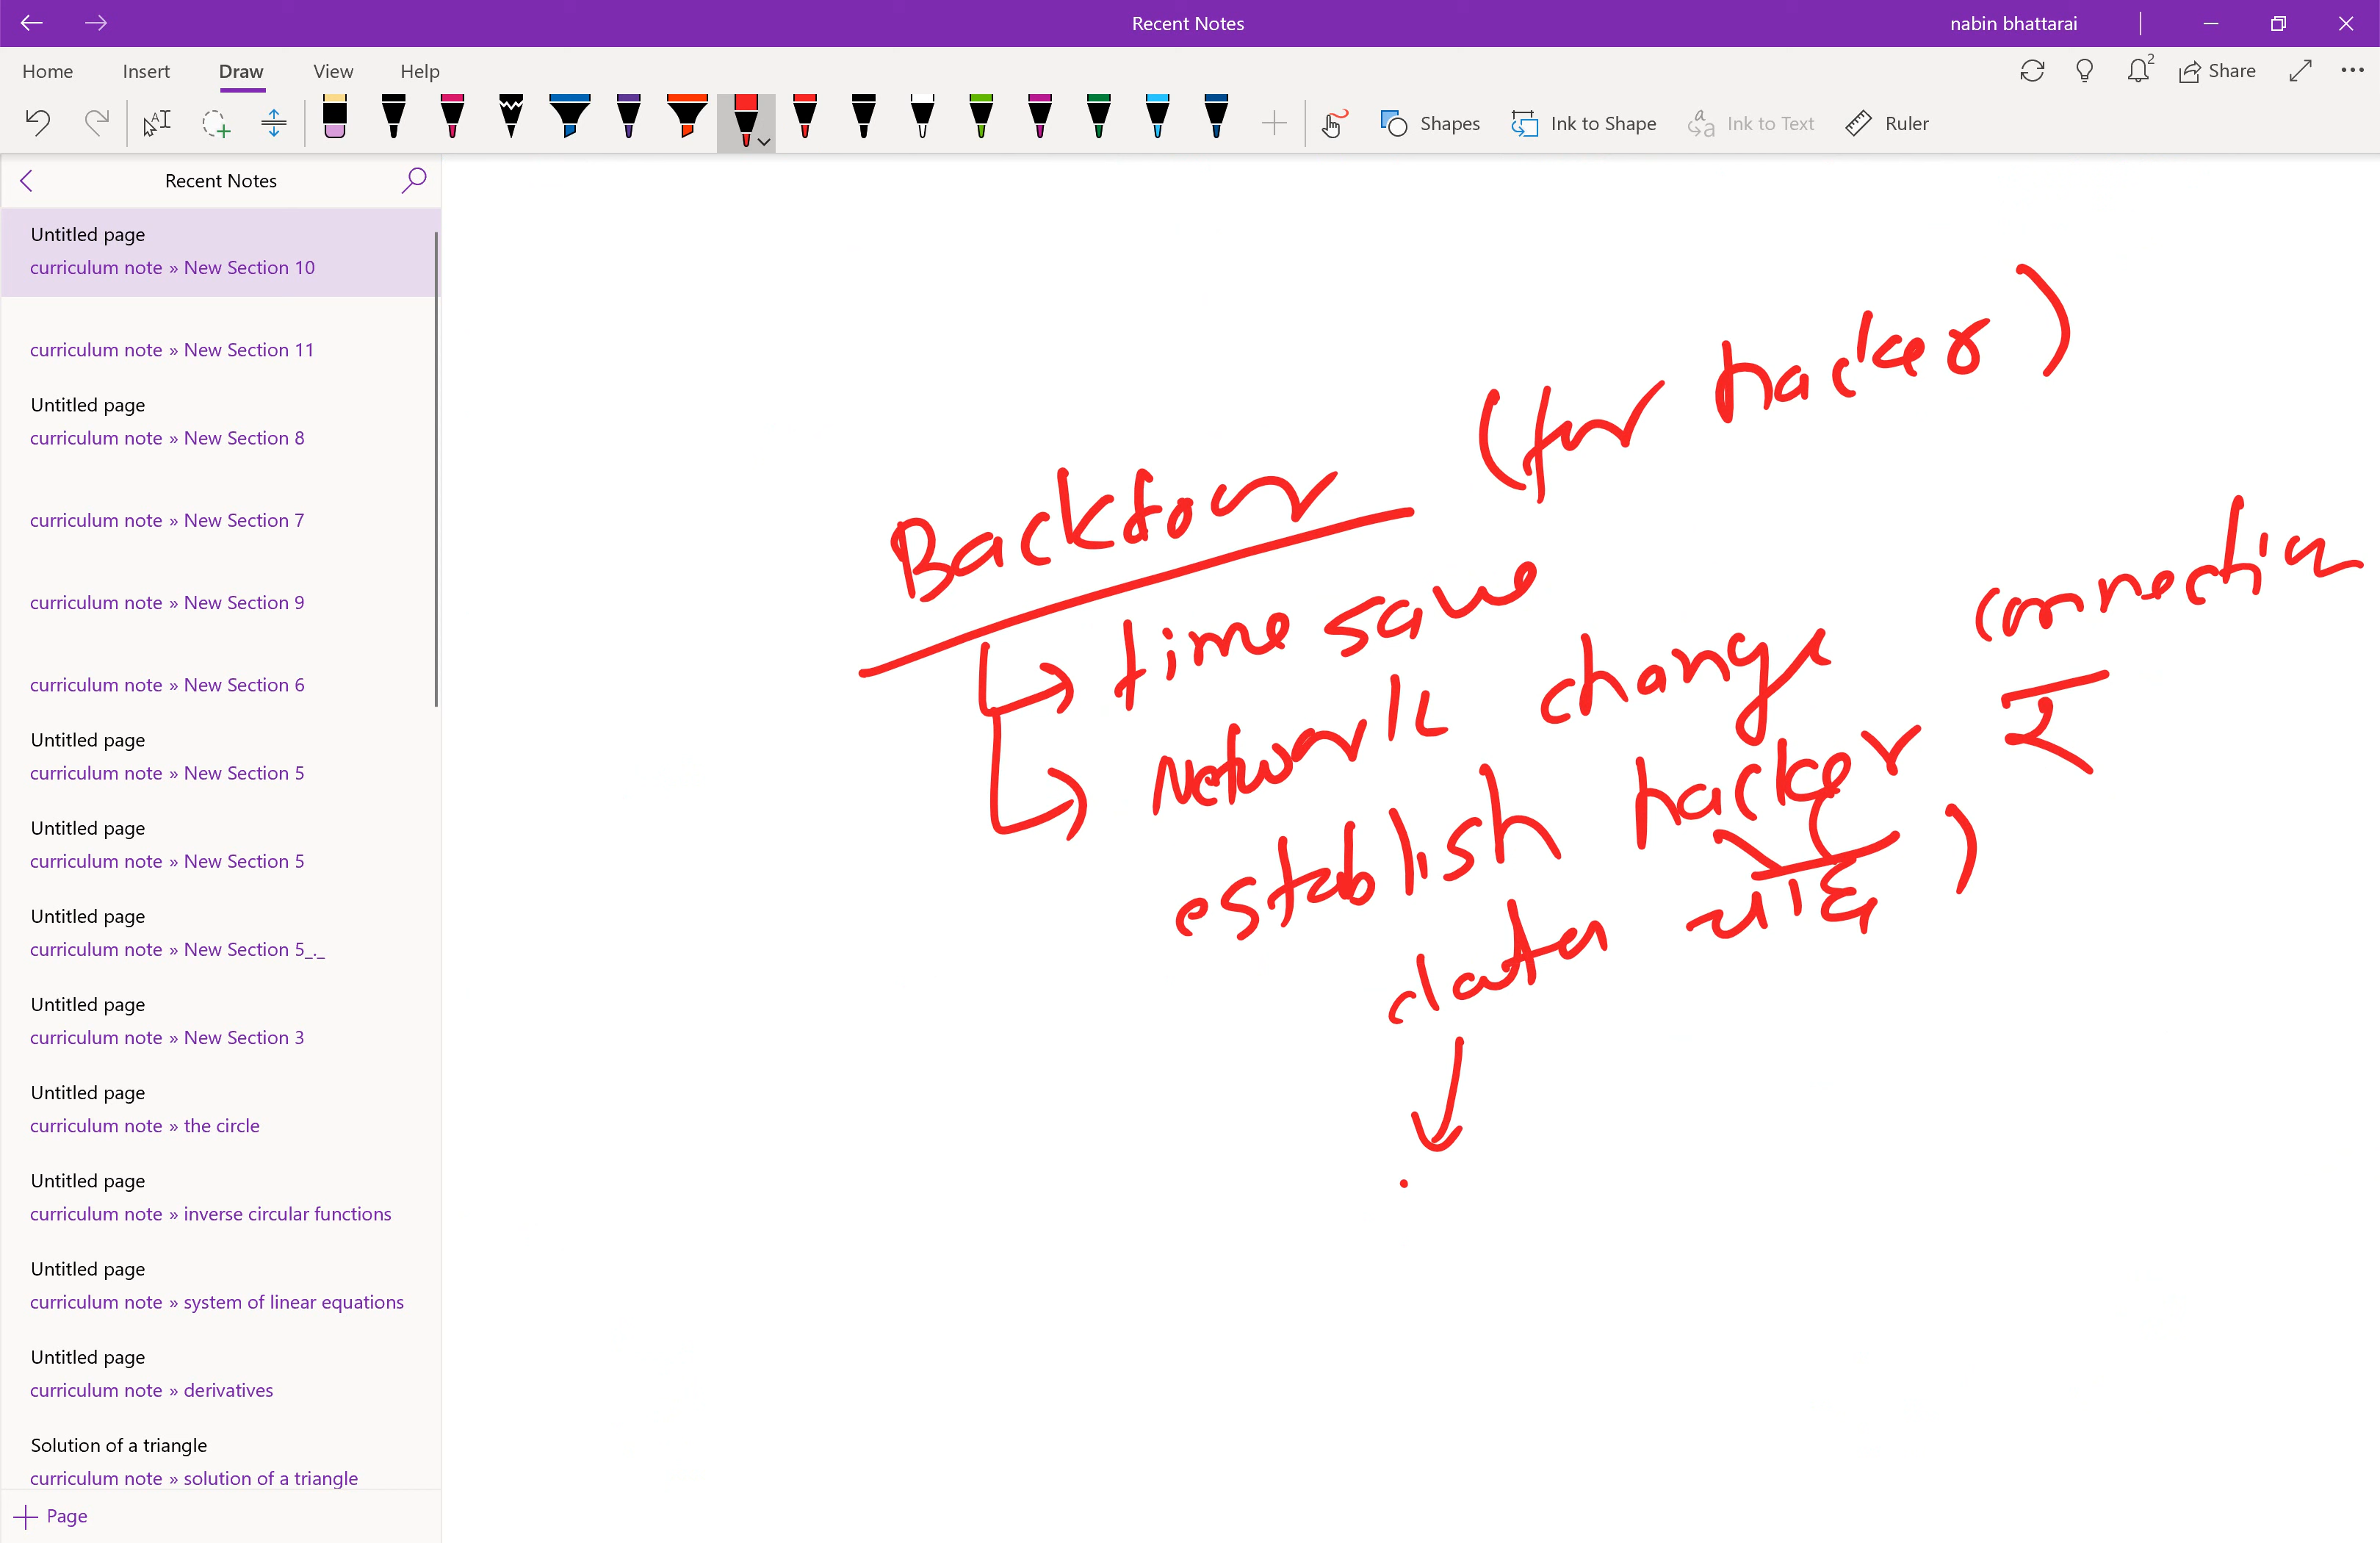 Recent Notes
nabin bhattarai
Home Insert Draw View Help
2 Share
Shapes Ink to Shape Ink to Text Ruler
Recent Notes
Untitled page
curriculum note » New Section 10
curriculum note » New Section 11
Untitled page
curriculum note » New Section 8
curriculum note » New Section 7
curriculum note » New Section 9
curriculum note » New Section 6
Untitled page
curriculum note » New Section 5
Untitled page
curriculum note » New Section 5
Untitled page
curriculum note » New Section 5_._
Untitled page
curriculum note » New Section 3
Untitled page
curriculum note » the circle
Untitled page
curriculum note » inverse circular functions
Untitled page
curriculum note » system of linear equations
Untitled page
curriculum note » derivatives
Solution of a triangle
curriculum note » solution of a triangle
Page
(for hacker)
time save
Network change connection
establish hacker र
data